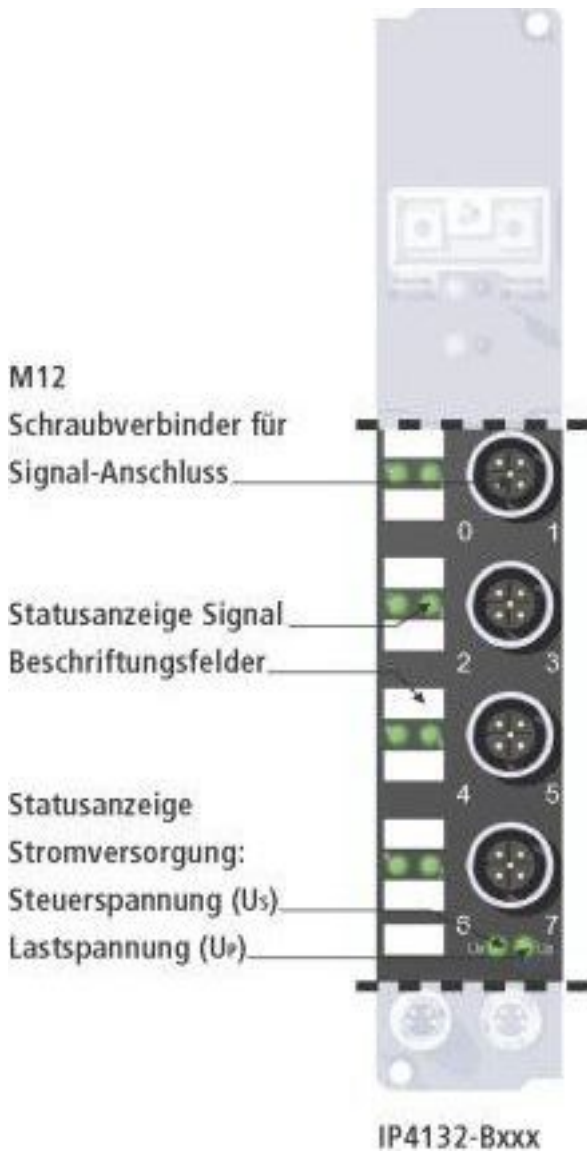 M12
Schraubverbinder für
Signal-Anschluss
0 1
Statusanzeige Signal
Beschriftungsfelder
2 3
4 5
Statusanzeige
Stromversorgung:
Steuerspannung (Us)
Lastspannung (UP)
6 7
IP4132-Bxxx